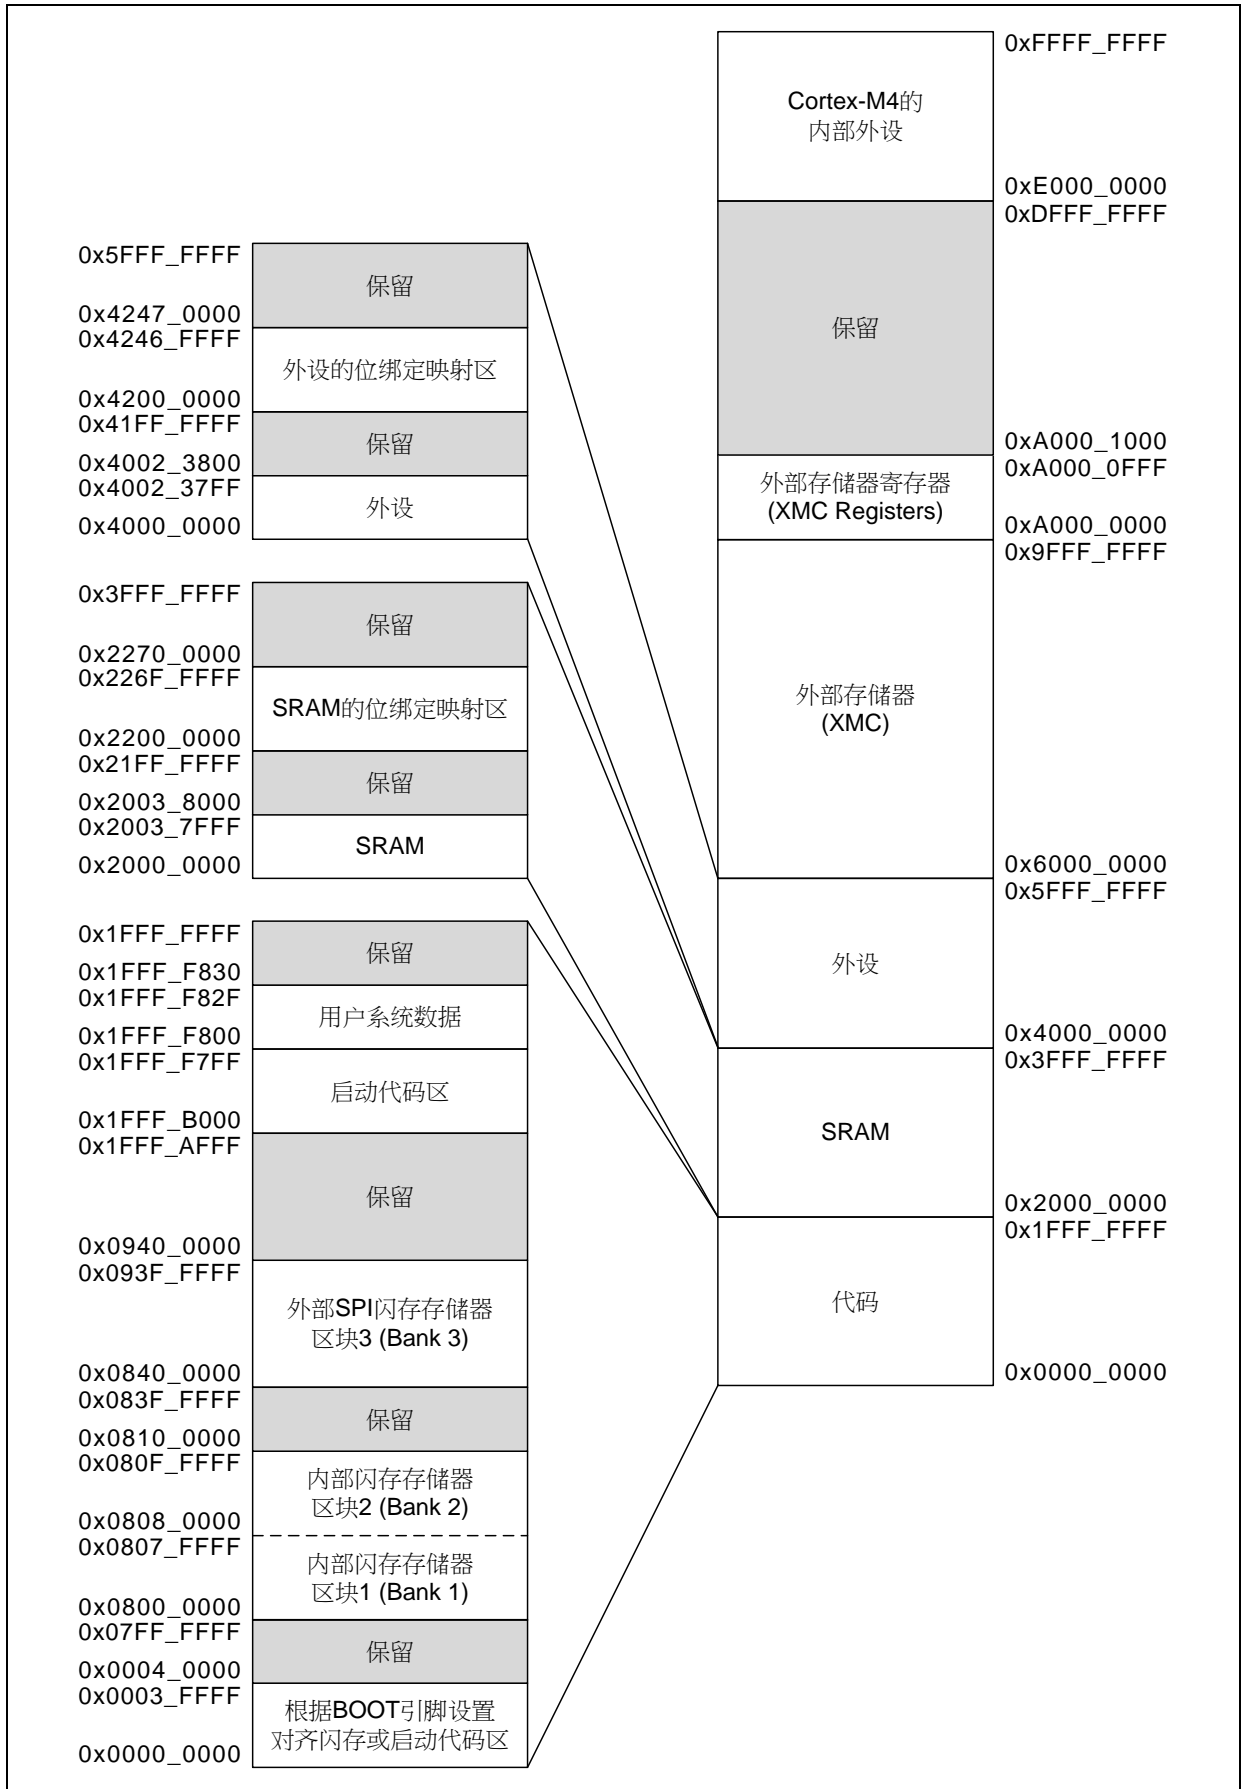 0xFFFF_FFFF
Cortex-M4的
内部外设
0xE000_0000
0xDFFF_FFFF
保留
0xA000_1000
0xA000_0FFF
外部存储器寄存器
(XMC Registers)
0xA000_0000
0x9FFF_FFFF
外部存储器
(XMC)
0x6000_0000
0x5FFF_FFFF
外设
0x4000_0000
0x3FFF_FFFF
SRAM
0x2000_0000
0x1FFF_FFFF
代码
0x0000_0000
0x5FFF_FFFF
保留
0x4247_0000
0x4246_FFFF
外设的位绑定映射区
0x4200_0000
0x41FF_FFFF
保留
0x4002_3800
0x4002_37FF
外设
0x4000_0000
0x3FFF_FFFF
保留
0x2270_0000
0x226F_FFFF
SRAM的位绑定映射区
0x2200_0000
0x21FF_FFFF
保留
0x2003_8000
0x2003_7FFF
SRAM
0x2000_0000
0x1FFF_FFFF
保留
0x1FFF_F830
0x1FFF_F82F
用户系统数据
0x1FFF_F800
0x1FFF_F7FF
启动代码区
0x1FFF_B000
0x1FFF_AFFF
保留
0x0940_0000
0x093F_FFFF
外部SPI闪存存储器
区块3 (Bank 3)
0x0840_0000
0x083F_FFFF
保留
0x0810_0000
0x080F_FFFF
内部闪存存储器
区块2 (Bank 2)
0x0808_0000
0x0807_FFFF
内部闪存存储器
区块1 (Bank 1)
0x0800_0000
0x07FF_FFFF
保留
0x0004_0000
0x0003_FFFF
根据BOOT引脚设置
对齐闪存或启动代码区
0x0000_0000